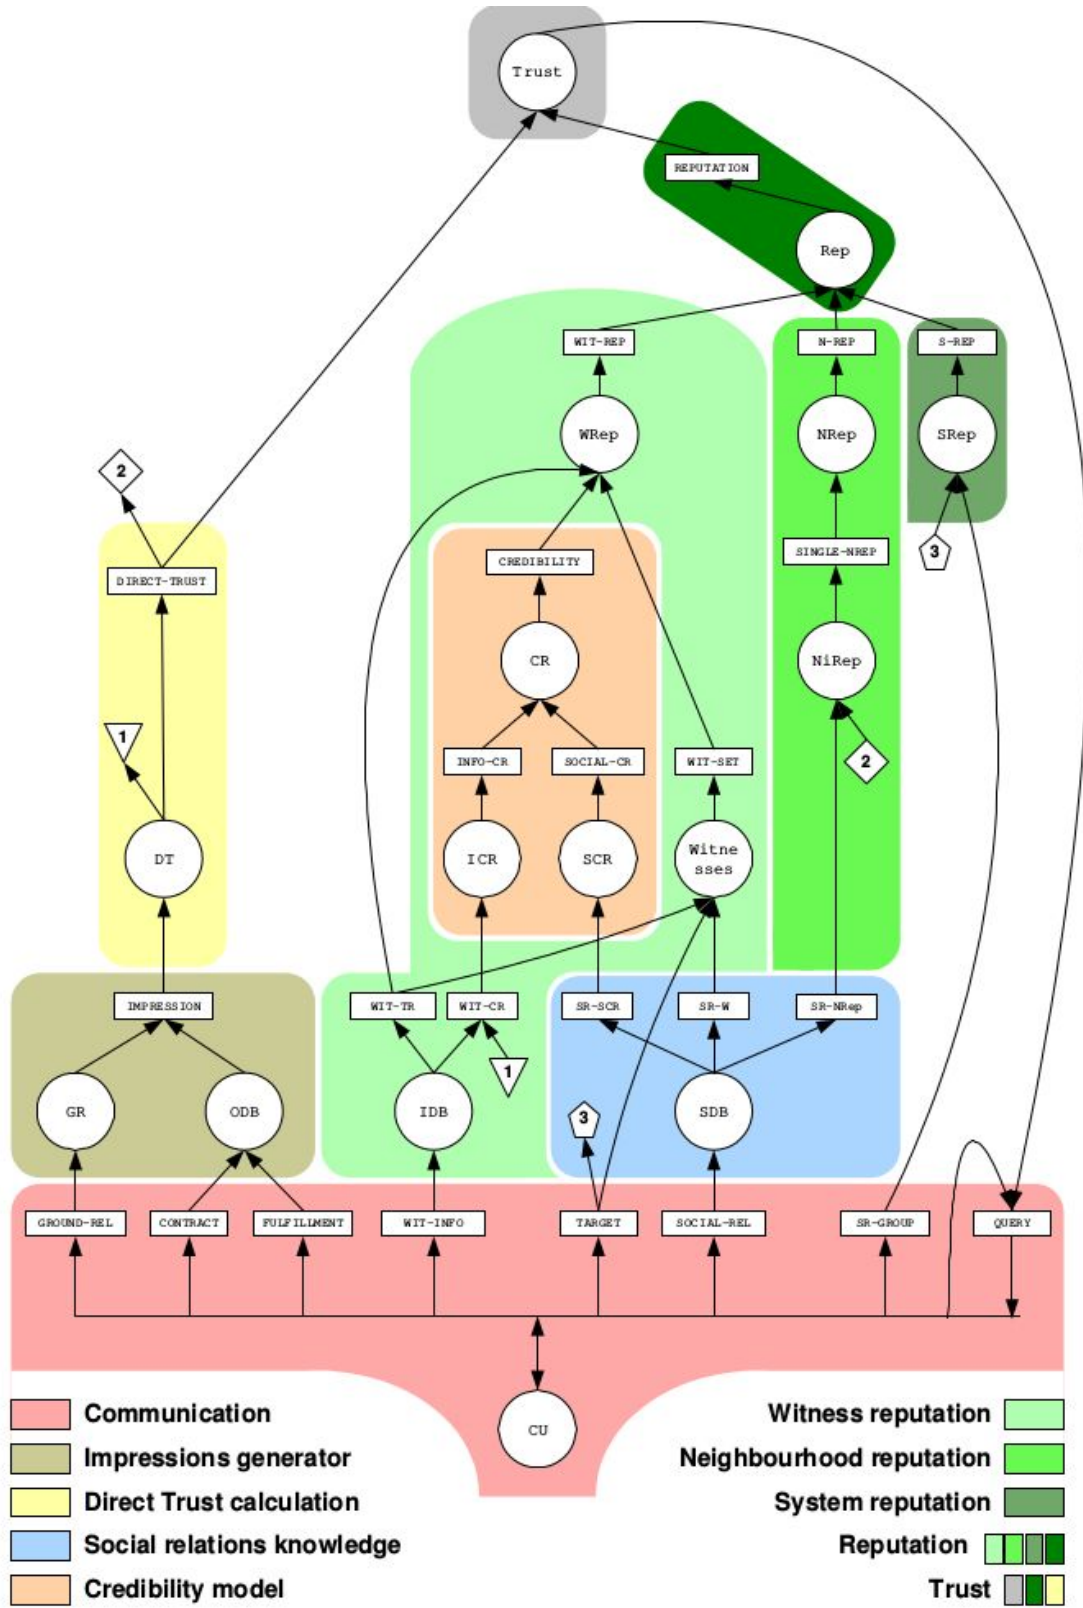 Trust
REPUTATION
Rep
WIT-REP
N-REP
S-REP
WRep
NRep
SRep
2
SINGLE-NREP
3
CREDIBILITY
DIRECT-TRUST
CR
NiRep
1
INFO-CR
SOCIAL-CR
WIT-SET
2
DT
ICR
SCR
Witne
sses
IMPRESSION
WIT-TR
WIT-CR
SR-SCR
SR-W
SR-NRep
1
GR
ODB
IDB
3
SDB
GROUND-REL
CONTRACT
FULFILLMENT
WIT-INFO
TARGET
SOCIAL-REL
SR-GROUP
QUERY
CU
Communication
Impressions generator
Direct Trust calculation
Social relations knowledge
Credibility model
Witness reputation
Neighbourhood reputation
System reputation
Reputation
Trust